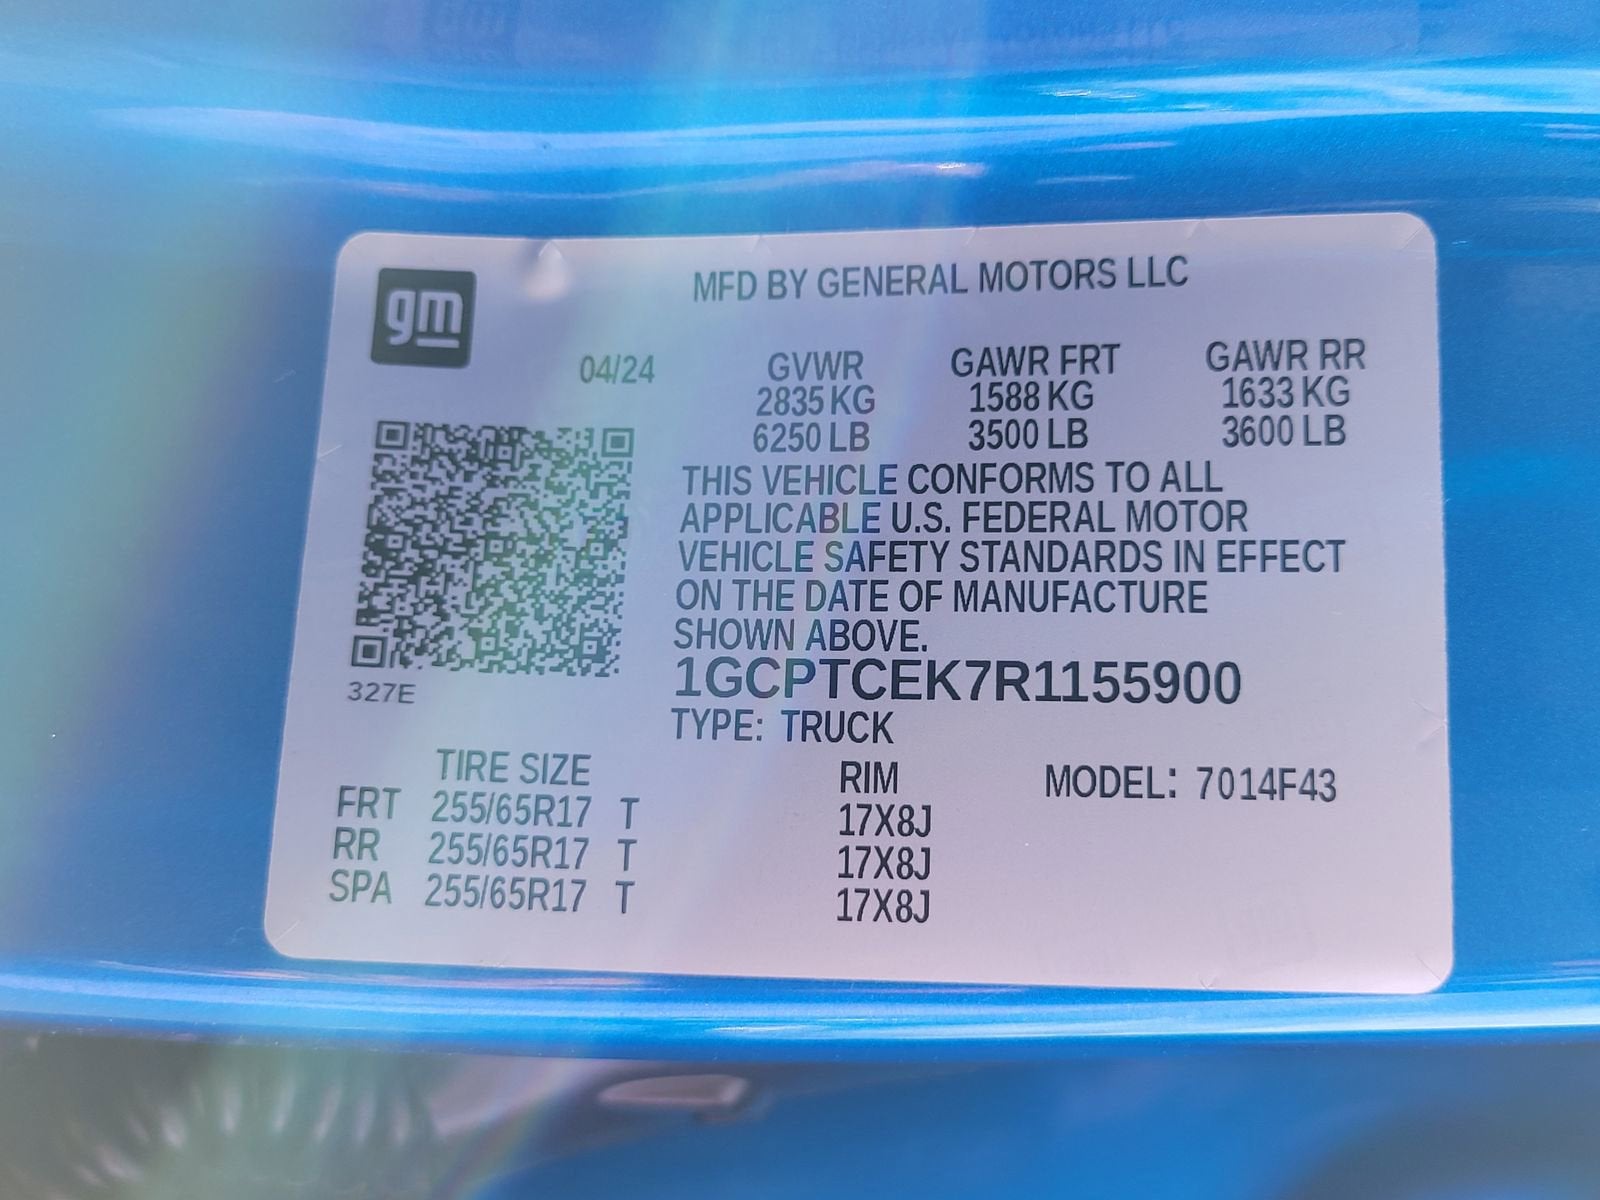 gm
MFD BY GENERAL MOTORS LLC
04/24
GVWR GAWR FRT GAWR RR
2835 KG 1588 KG 1633 KG
6250 LB 3500 LB 3600 LB
THIS VEHICLE CONFORMS TO ALL
APPLICABLE U.S. FEDERAL MOTOR
VEHICLE SAFETY STANDARDS IN EFFECT
ON THE DATE OF MANUFACTURE
SHOWN ABOVE.
327E
1GCPTCEK7R1155900
TYPE: TRUCK
TIRE SIZE RIM MODEL: 7014F43
FRT 255/65R17 T 17X8J
RR 255/65R17 T 17X8J
SPA 255/65R17 T 17X8J